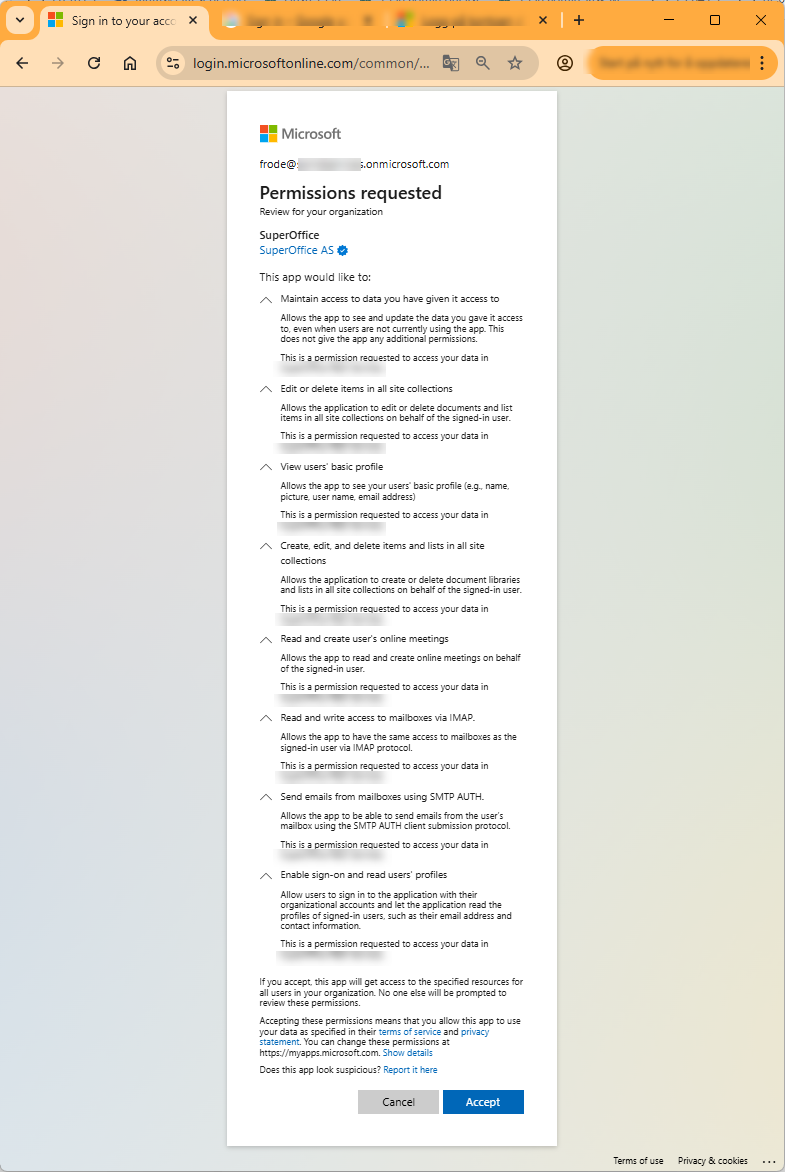 Sign in to your acc
login.microsoftonline.com/common/...
Microsoft
frode@ s.onmicrosoft.com
Permissions requested
Review for your organization
SuperOffice
SuperOffice AS
This app would like to:
Maintain access to data you have given it access to
Allows the app to see and update the data you gave it access
to, even when users are not currently using the app. This
does not give the app any additional permissions.
This is a permission requested to access your data in
Edit or delete items in all site collections
Allows the application to edit or delete documents and list
items in all site collections on behalf of the signed-in user.
This is a permission requested to access your data in
View users' basic profile
Allows the app to see your users' basic profile (e.g., name,
picture, user name, email address)
This is a permission requested to access your data in
Create, edit, and delete items and lists in all site
collections
Allows the application to create or delete document libraries
and lists in all site collections on behalf of the signed-in user.
This is a permission requested to access your data in
Read and create user's online meetings
Allows the app to read and create online meetings on behalf
of the signed-in user.
This is a permission requested to access your data in
Read and write access to mailboxes via IMAP.
Allows the app to have the same access to mailboxes as the
signed-in user via IMAP protocol.
This is a permission requested to access your data in
Send emails from mailboxes using SMTP AUTH.
Allows the app to be able to send emails from the user's
mailbox using the SMTP AUTH client submission protocol.
This is a permission requested to access your data in
Enable sign-on and read users' profiles
Allow users to sign in to the application with their
organizational accounts and let the application read the
profiles of signed-in users, such as their email address and
contact information.
This is a permission requested to access your data in
If you accept, this app will get access to the specified resources for
all users in your organization. No one else will be prompted to
review these permissions.
Accepting these permissions means that you allow this app to use
your data as specified in their terms of service and privacy
statement. You can change these permissions at
https://myapps.microsoft.com. Show details
Does this app look suspicious? Report it here
Cancel
Accept
Terms of use
Privacy & cookies
...